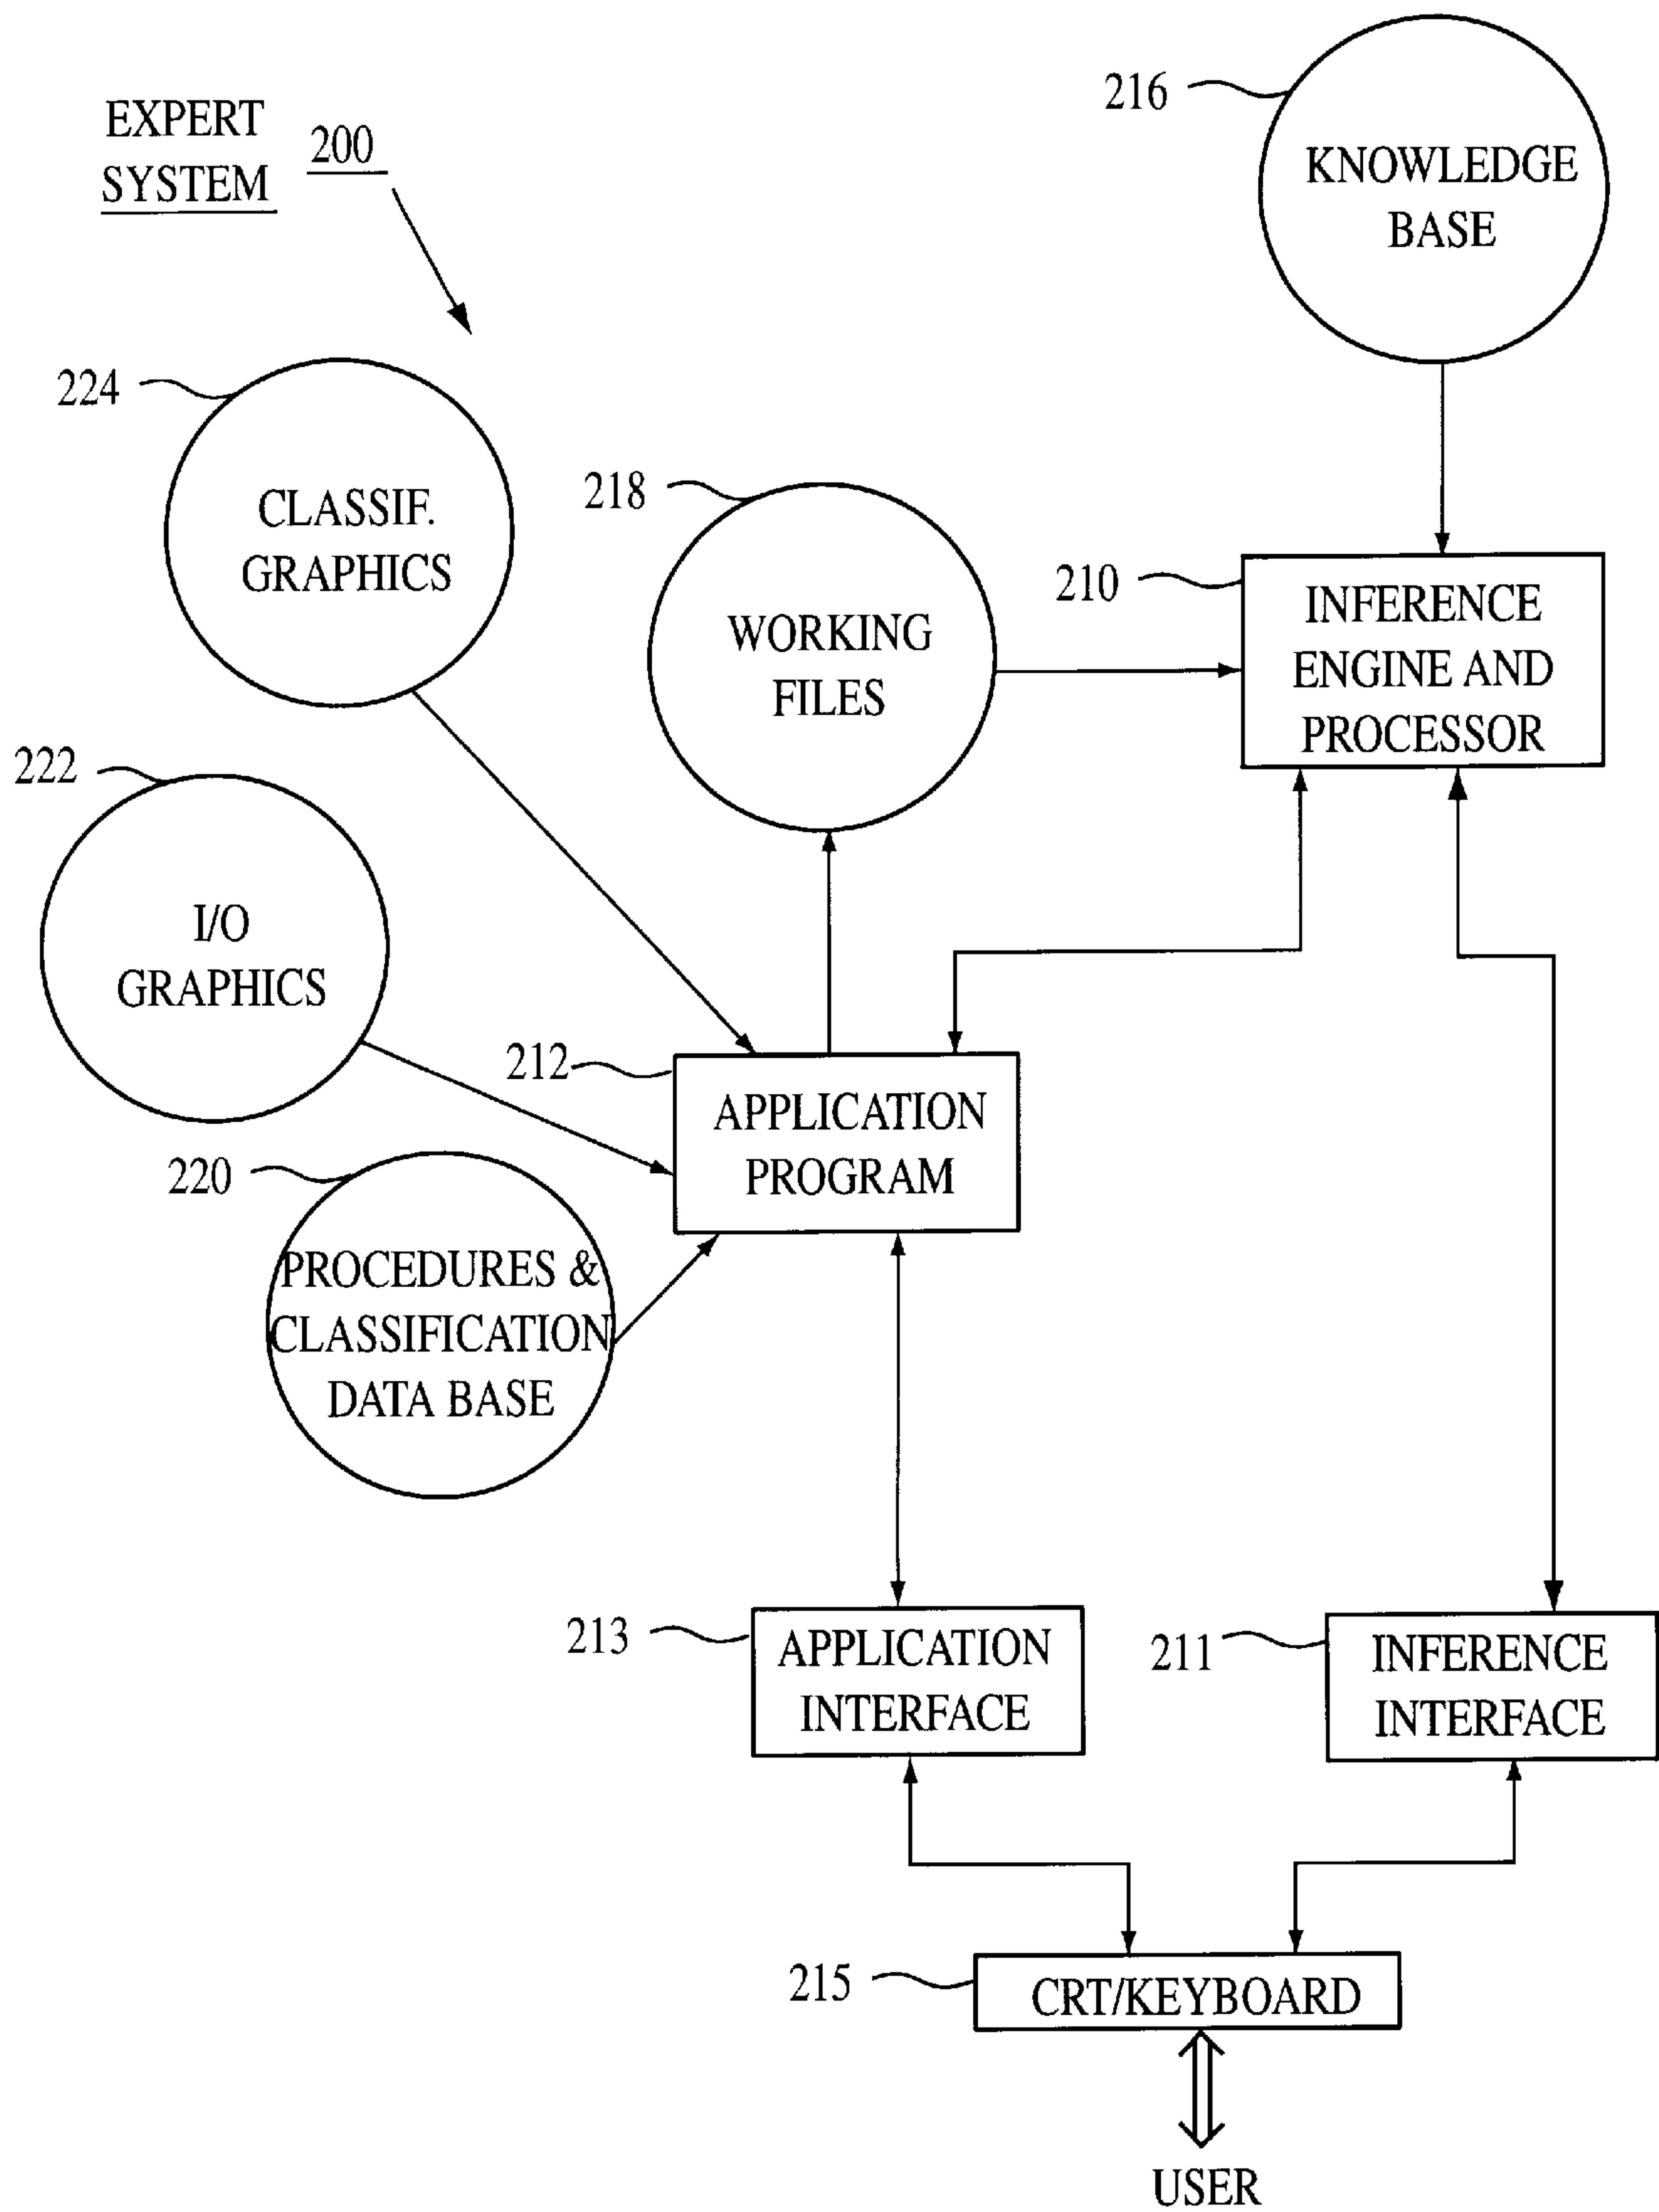 216
KNOWLEDGE
BASE
EXPERT
SYSTEM
200
224
CLASSIF.
GRAPHICS
218
WORKING
FILES
210
INFERENCE
ENGINE AND
PROCESSOR
222
I/O
GRAPHICS
212
APPLICATION
PROGRAM
220
PROCEDURES &
CLASSIFICATION
DATA BASE
213
APPLICATION
INTERFACE
211
INFERENCE
INTERFACE
215
CRT/KEYBOARD
USER